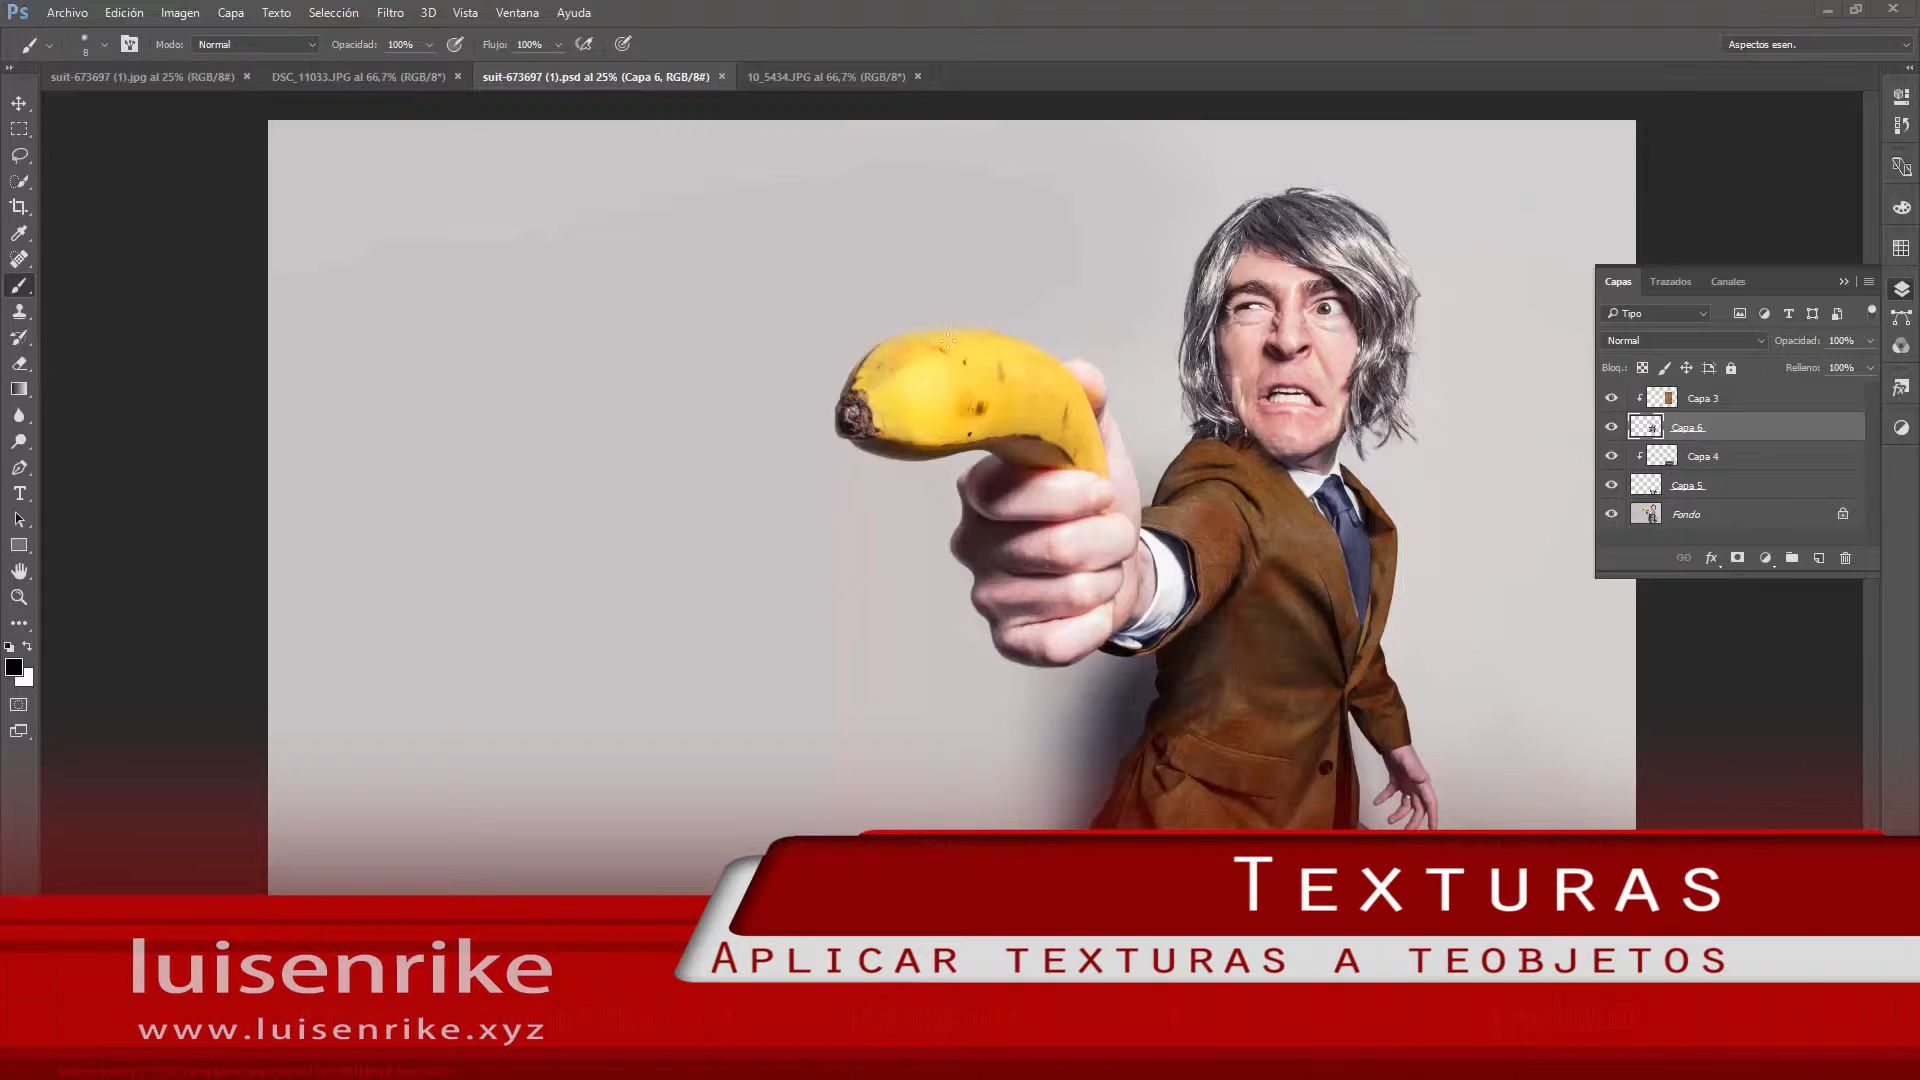 Ps Archivo Edición Imagen Capa Texto Selección Filtro 3D Vista Ventana Ayuda
8 Modo: Normal Opacidad: 100% Flujo: 100% Aspectos esen.
suit-673697 (1).jpg al 25% (RGB/8#) × DSC_11033.JPG al 66,7% (RGB/8*) × suit-673697 (1).psd al 25% (Capa 6, RGB/8#) × 10_5434.JPG al 66,7% (RGB/8*) ×
Capas Trazados Canales
Tipo
Normal Opacidad: 100%
Bloq.: Relleno: 100%
Capa 3
Capa 6
Capa 4
Capa 5
Fondo
fx
TEXTURAS
APLICAR TEXTURAS A TEOBJETOS
luisenrike
www.luisenrike.xyz